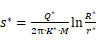 s* = Q*/(2π·K*·M) ln R*/r*